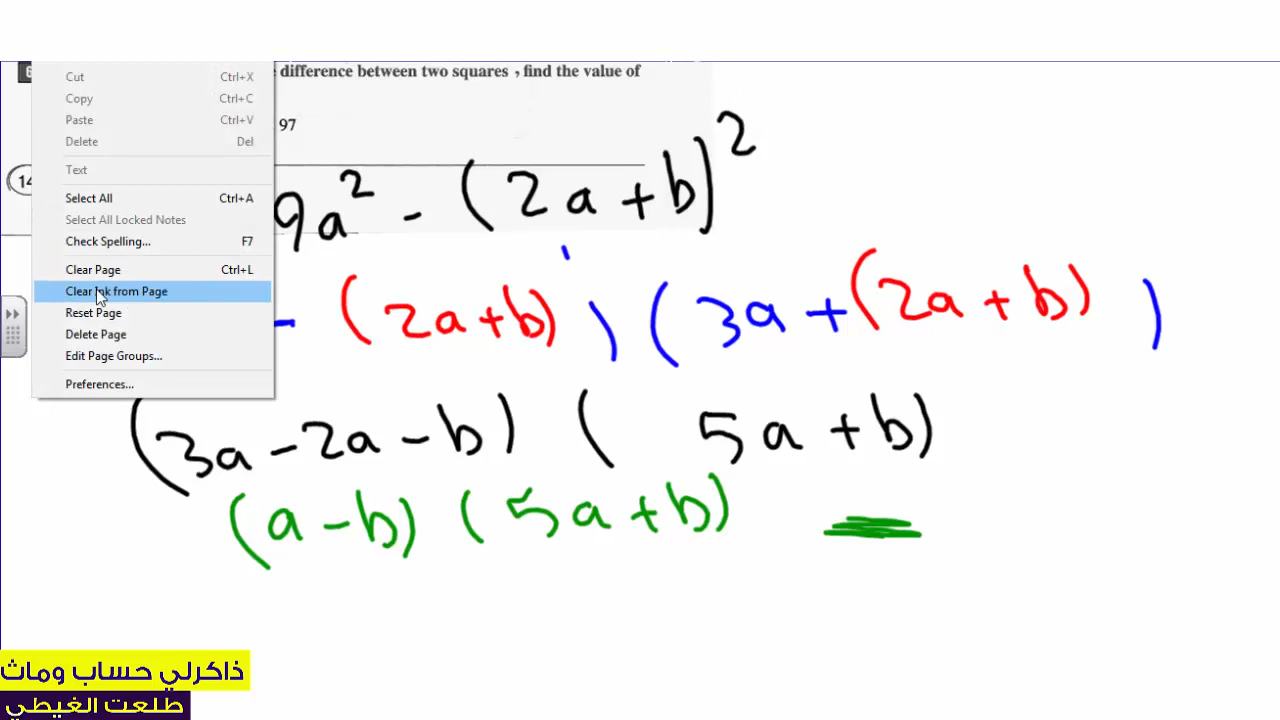 difference between two squares , find the value of
97
Cut Ctrl+X
Copy Ctrl+C
Paste Ctrl+V
Delete Del
Text
Select All Ctrl+A
Select All Locked Notes
Check Spelling... F7
Clear Page Ctrl+L
Clear Ink from Page
Reset Page
Delete Page
Edit Page Groups...
Preferences...
14
9a² - (2a+b)²
- (2a+b) ) (3a+(2a+b) )
(3a-2a-b) ( 5a+b)
(a-b) (5a+b)
ذاكرلي حساب وماث
طلعت الغيطي